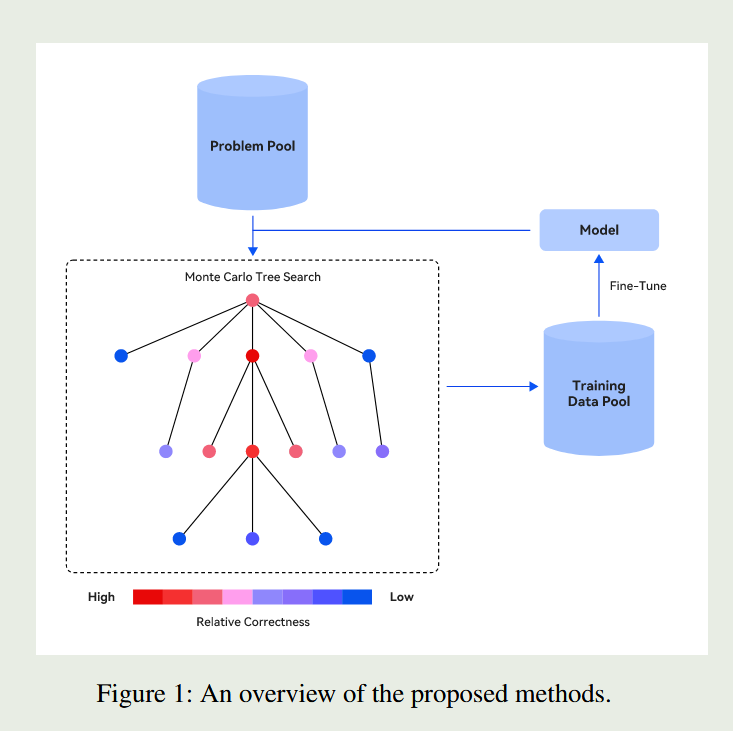 Problem Pool
Model
Monte Carlo Tree Search
Fine-Tune
Training
Data Pool
High
Low
Relative Correctness
Figure 1: An overview of the proposed methods.